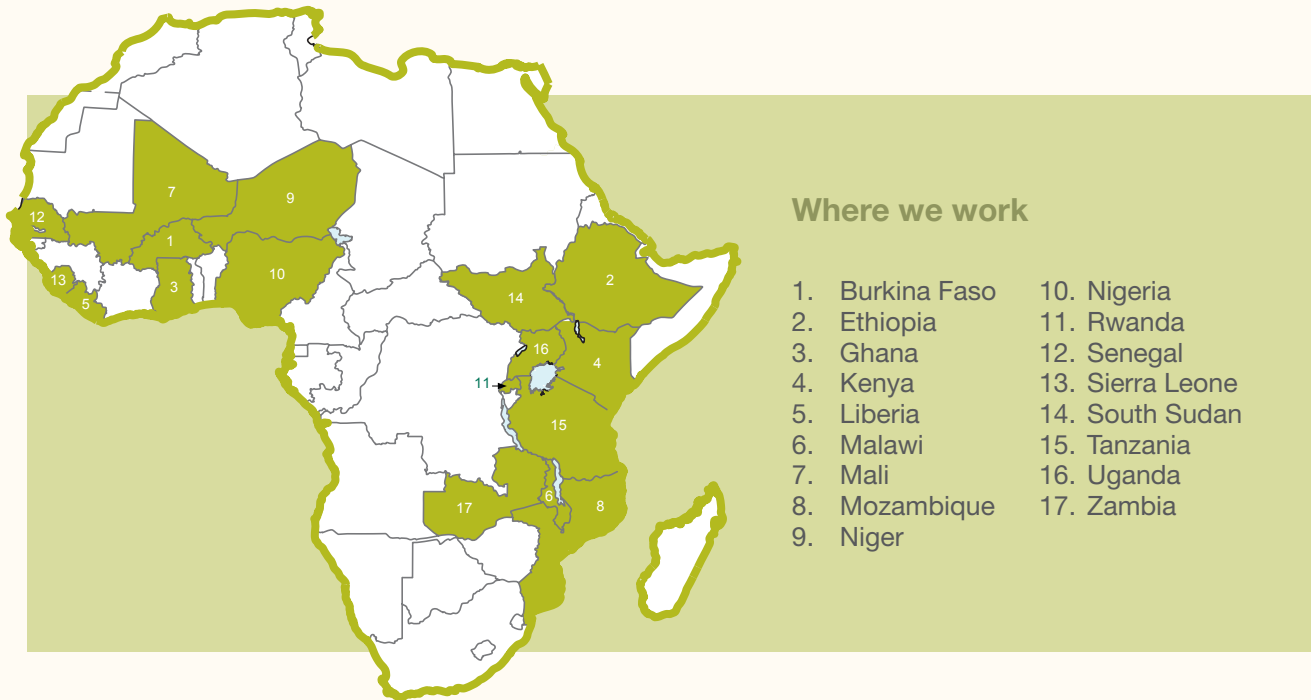 Where we work
1. Burkina Faso
2. Ethiopia
3. Ghana
4. Kenya
5. Liberia
6. Malawi
7. Mali
8. Mozambique
9. Niger
10. Nigeria
11. Rwanda
12. Senegal
13. Sierra Leone
14. South Sudan
15. Tanzania
16. Uganda
17. Zambia
7
9
12
1
10
2
13
3
14
5
16
4
11
15
6
8
17